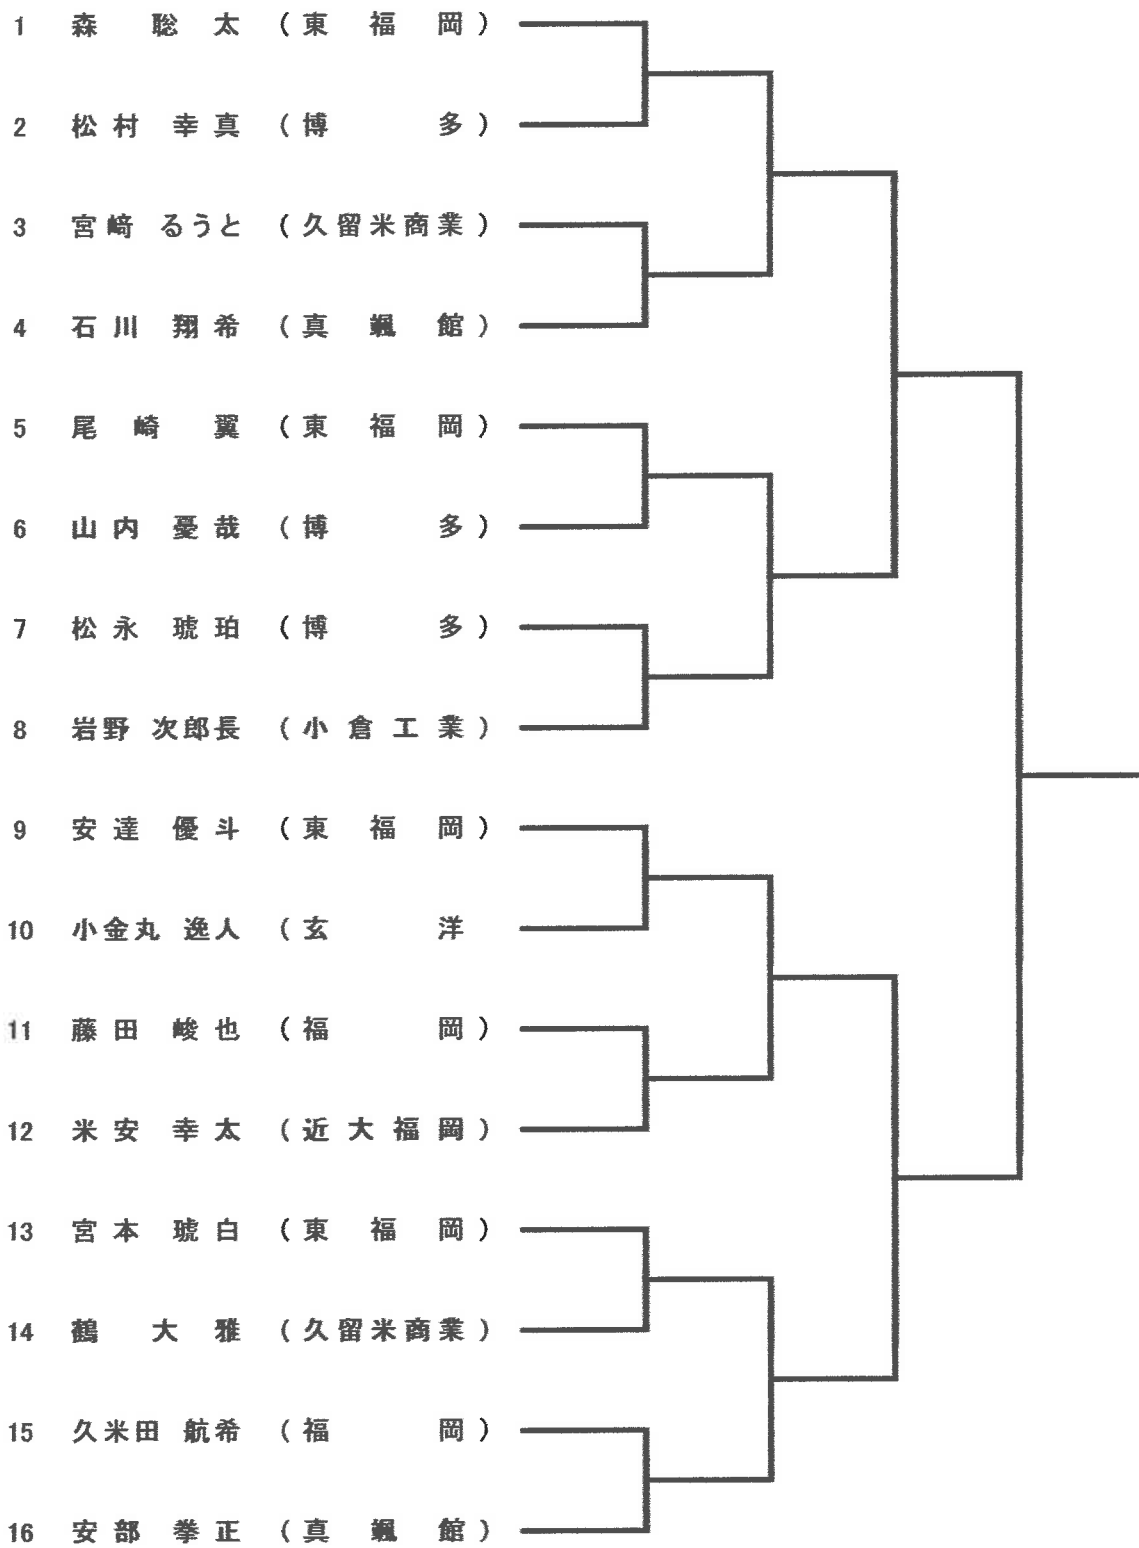 1 森 聡 太 (東 福 岡)
2 松村 幸真 (博 多)
3 宮﨑 るうと (久留米商業)
4 石川 翔希 (真 颯 館)
5 尾 崎 翼 (東 福 岡)
6 山内 憂哉 (博 多)
7 松永 琥珀 (博 多)
8 岩野 次郎長 (小倉工業)
9 安達 優斗 (東 福 岡)
10 小金丸 逸人 (玄 洋
11 藤田 峻也 (福 岡)
12 米安 幸太 (近大福岡)
13 宮本 琥白 (東 福 岡)
14 鶴 大 雅 (久留米商業)
15 久米田 航希 (福 岡)
16 安部 拳正 (真 颯 館)